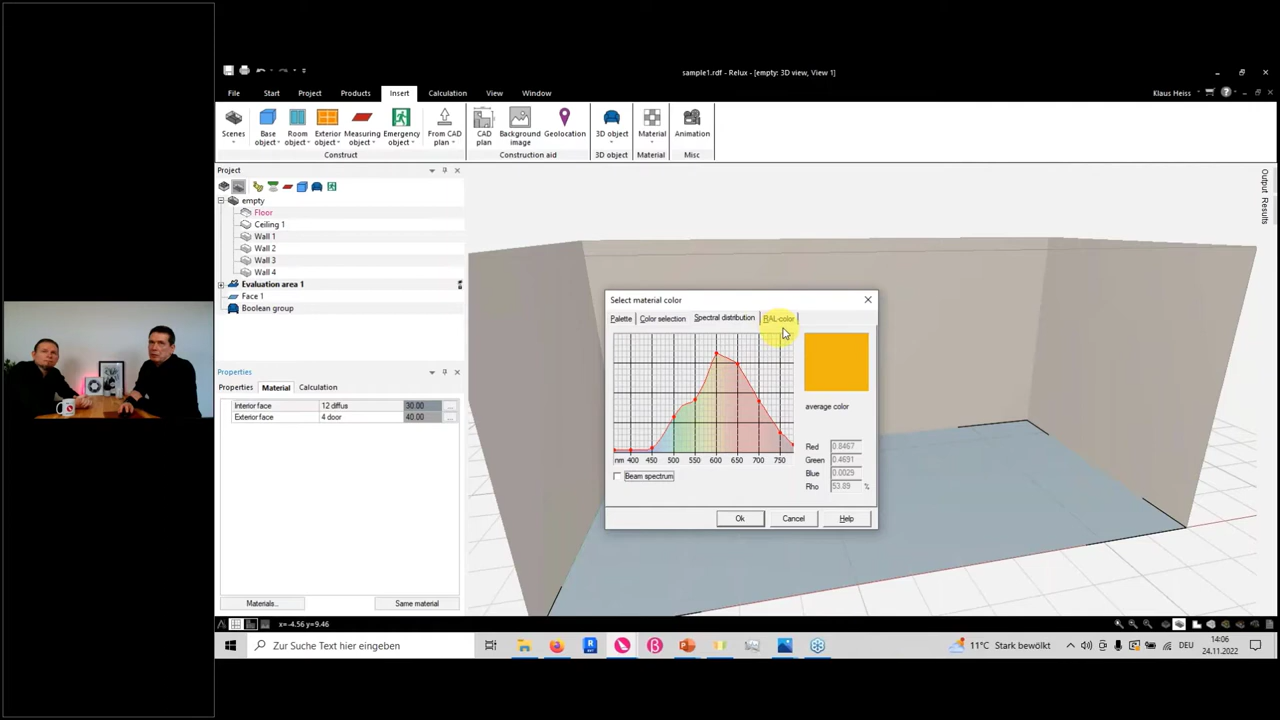 sample1.rdf - Relux - [empty: 3D view, View 1]
File Start Project Products Insert Calculation View Window
Klaus Heiss
Scenes
Base object
Room object
Exterior object
Measuring object
Emergency object
From CAD plan
CAD plan
Background image
Geolocation
3D object
Material
Animation
Construct
Construction aid
3D object
Material
Misc
Project
empty
Floor
Ceiling 1
Wall 1
Wall 2
Wall 3
Wall 4
Evaluation area 1
Face 1
Boolean group
Output Results
Properties
Properties Material Calculation
Interior face 12 diffus 30.00 ...
Exterior face 4 door 40.00 ...
Materials...
Same material
Select material color
Palette Color selection Spectral distribution RAL-color
average color
Red 0.8467
Green 0.4691
Blue 0.0029
Rho 53.89 %
nm 400 450 500 550 600 650 700 750
Beam spectrum
Ok Cancel Help
x=-4.56 y=9.46
Zur Suche Text hier eingeben
11°C Stark bewölkt
DEU
14:06
24.11.2022